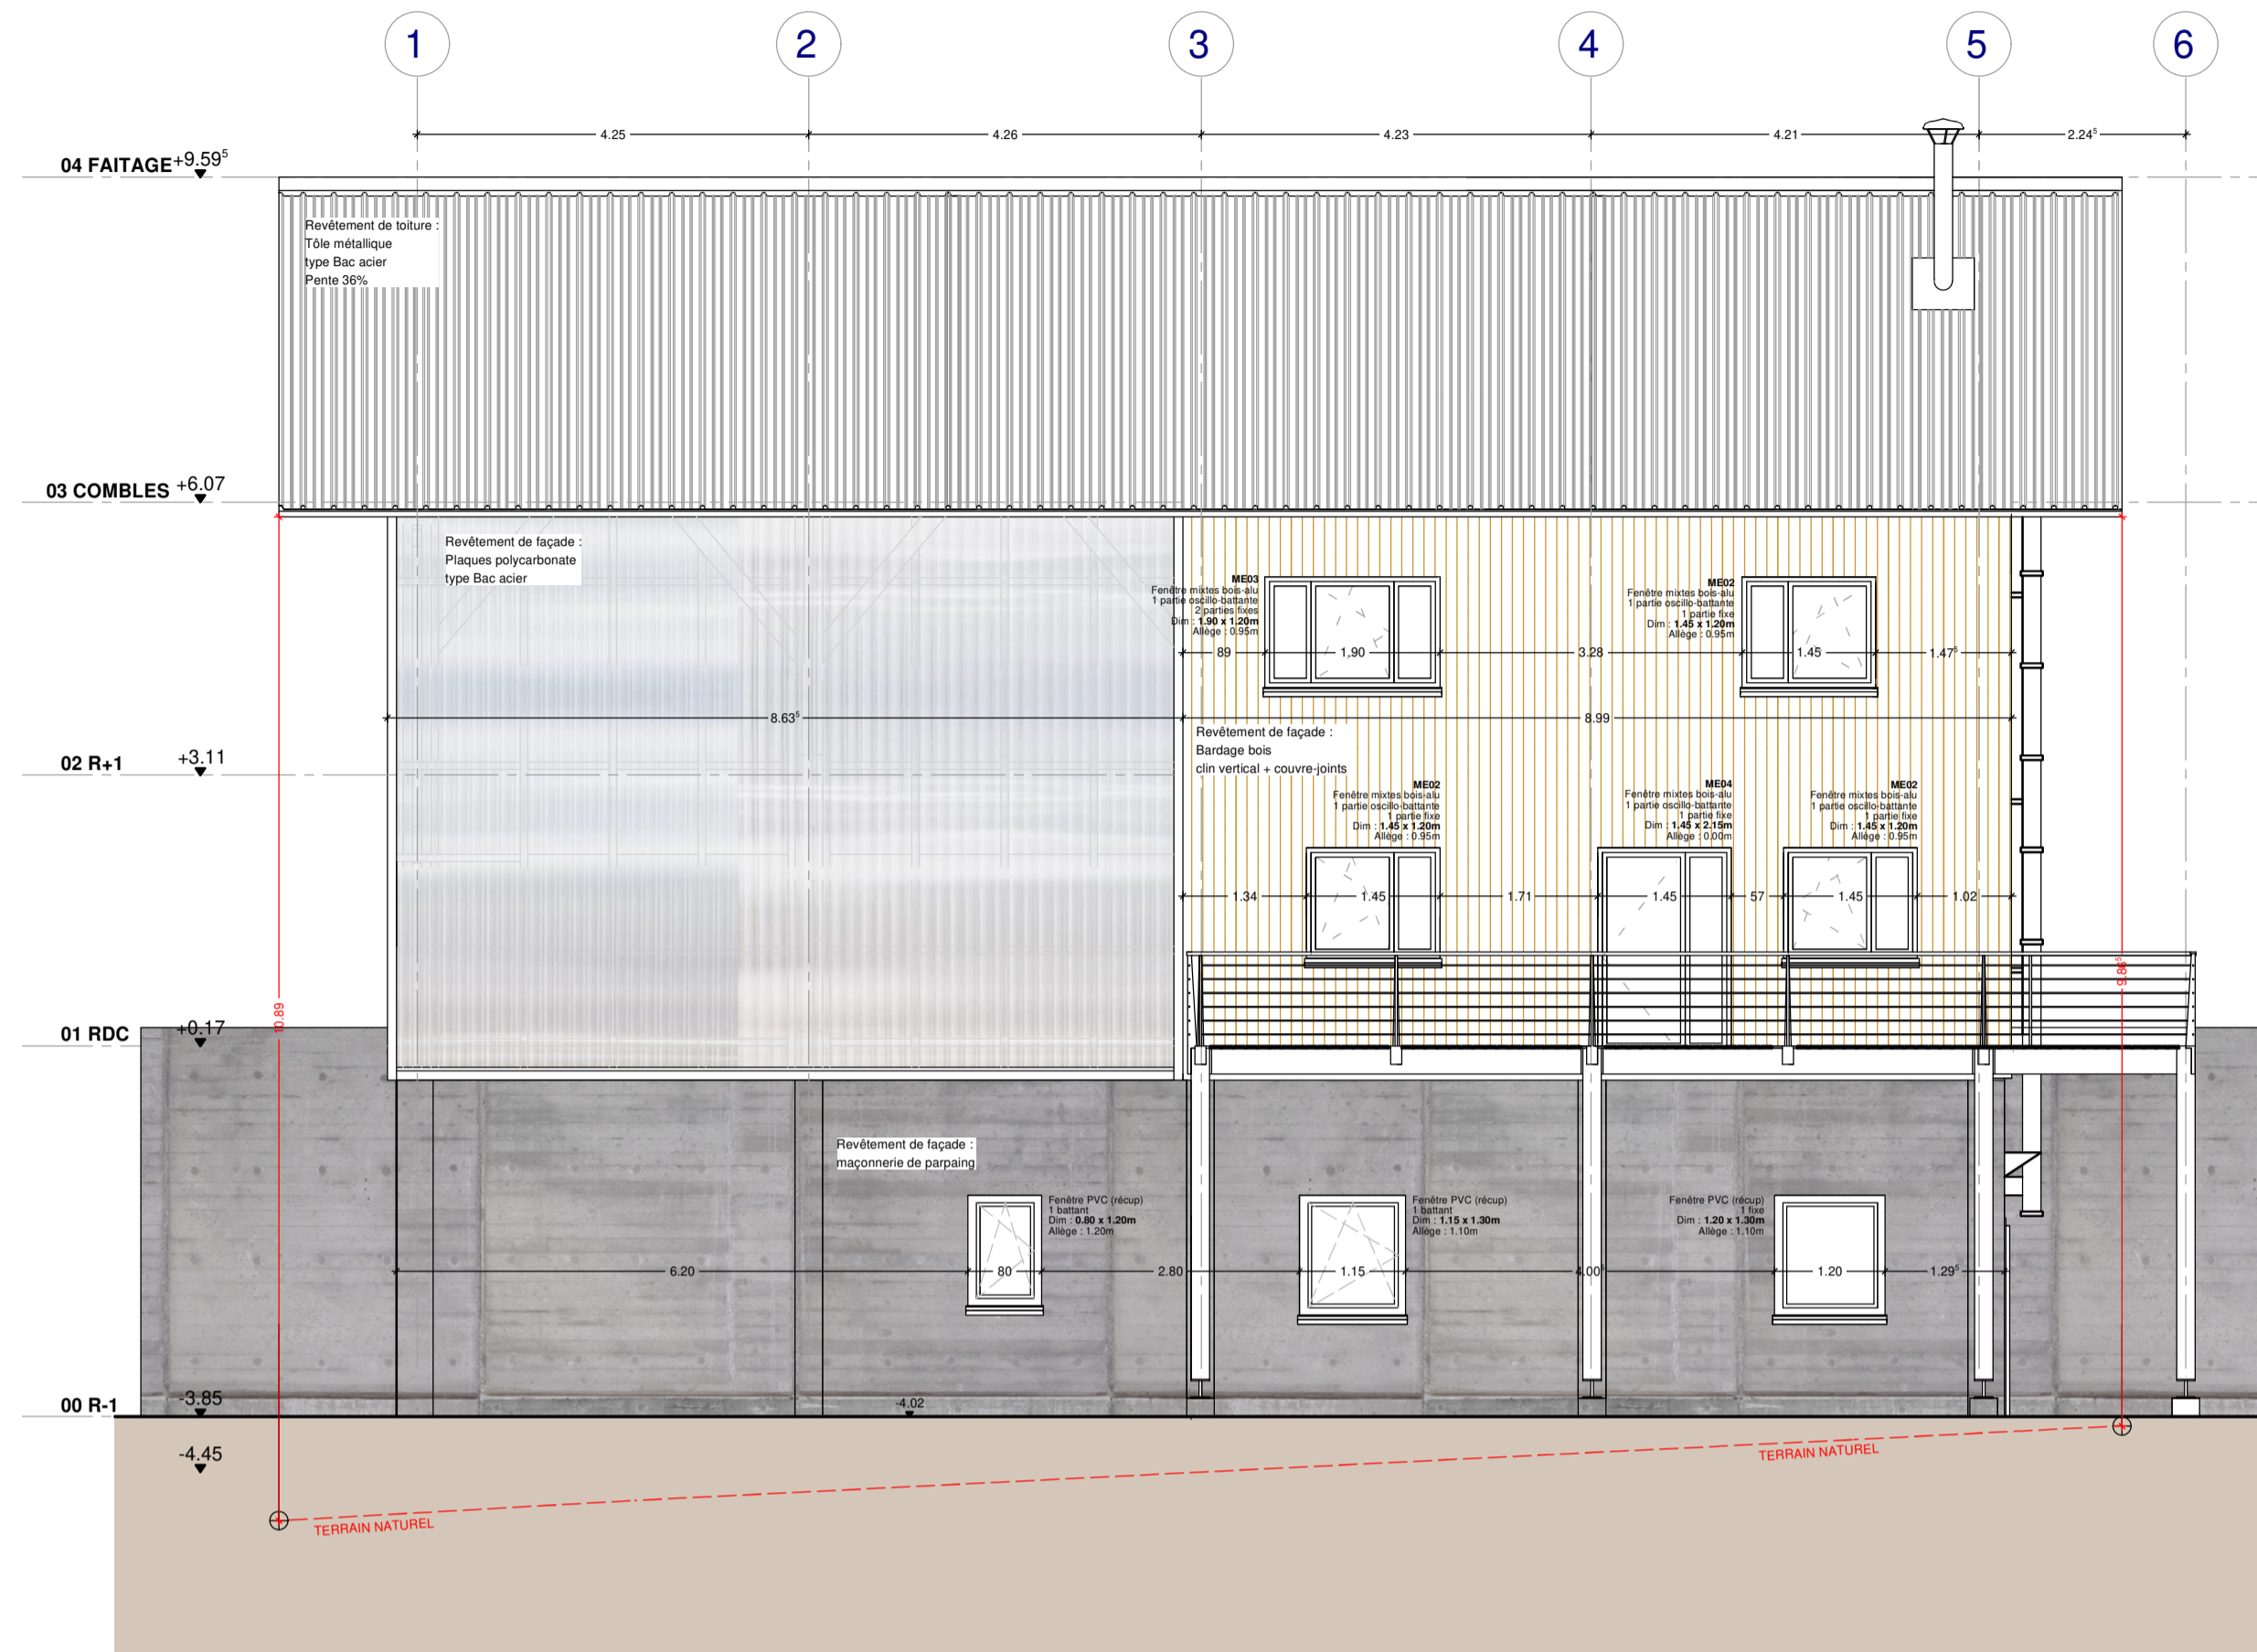 1 2 3 4 5 6
4.25 4.26 4.23 4.21 2.24⁵
04 FAITAGE +9.59⁵
Revêtement de toiture :
Tôle métallique
type Bac acier
Pente 36%
03 COMBLES +6.07
Revêtement de façade :
Plaques polycarbonate
type Bac acier
ME03
Fenêtre mixtes bois-alu
1 partie oscillo-battante
2 parties fixes
Dim : 1.90 x 1.20m
Allège : 0.95m
ME02
Fenêtre mixtes bois-alu
1 partie oscillo-battante
1 partie fixe
Dim : 1.45 x 1.20m
Allège : 0.95m
89 1.90 3.28 1.45 1.47⁵
8.63⁵ 8.99
Revêtement de façade :
Bardage bois
clin vertical + couvre-joints
02 R+1 +3.11
ME02
Fenêtre mixtes bois-alu
1 partie oscillo-battante
1 partie fixe
Dim : 1.45 x 1.20m
Allège : 0.95m
ME04
Fenêtre mixtes bois-alu
1 partie oscillo-battante
1 partie fixe
Dim : 1.45 x 2.15m
Allège : 0.00m
ME02
Fenêtre mixtes bois-alu
1 partie oscillo-battante
1 partie fixe
Dim : 1.45 x 1.20m
Allège : 0.95m
1.34 1.45 1.71 1.45 57 1.45 1.02
10.89
9.86⁵
01 RDC +0.17
Revêtement de façade :
maçonnerie de parpaing
Fenêtre PVC (récup)
1 battant
Dim : 0.80 x 1.20m
Allège : 1.20m
Fenêtre PVC (récup)
1 battant
Dim : 1.15 x 1.30m
Allège : 1.10m
Fenêtre PVC (récup)
1 fixe
Dim : 1.20 x 1.30m
Allège : 1.10m
6.20 80 2.80 1.15 4.00⁵ 1.20 1.29⁵
00 R-1 -3.85
-4.02
-4.45
TERRAIN NATUREL
TERRAIN NATUREL